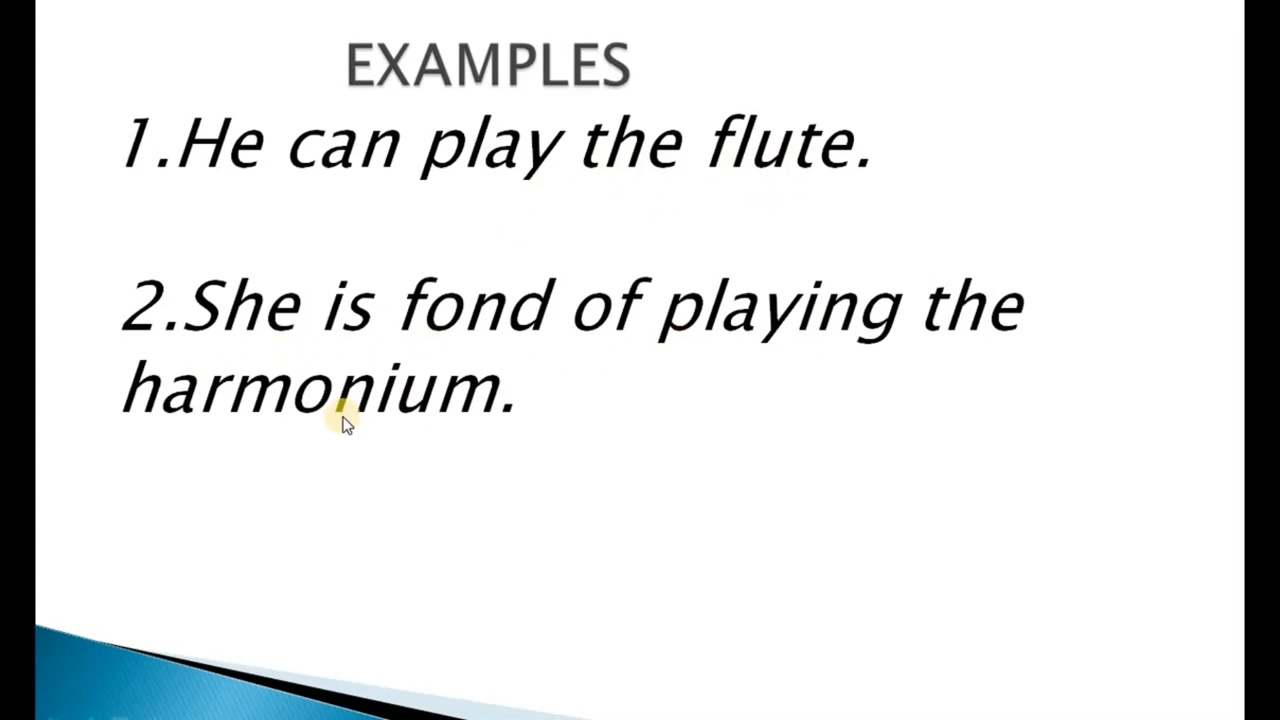 EXAMPLES
1.He can play the flute.
2.She is fond of playing the
harmonium.